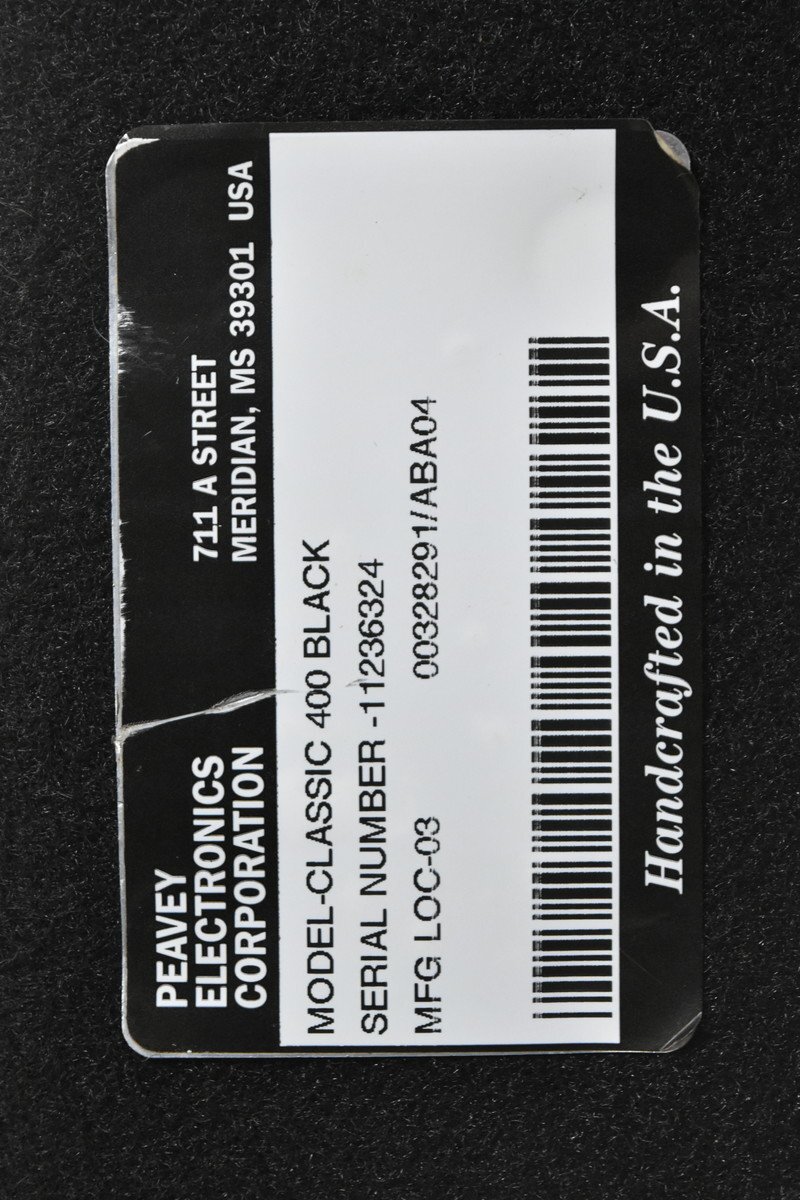 PEAVEY
ELECTRONICS
CORPORATION
711 A STREET
MERIDIAN, MS 39301 USA
MODEL-CLASSIC 400 BLACK
SERIAL NUMBER -11236324
MFG LOC-03 00328291/ABA04
Handcrafted in the U.S.A.